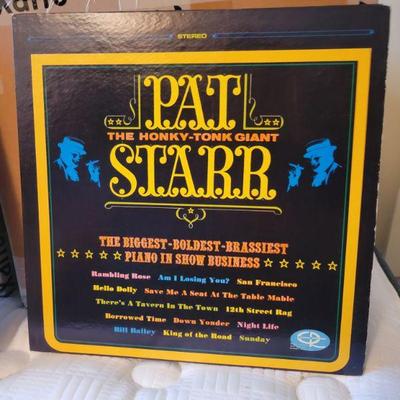 STEREO
PAT
THE HONKY-TONK GIANT
STARR
THE BIGGEST-BOLDEST-BRASSIEST
PIANO IN SHOW BUSINESS
Rambling Rose Am I Losing You? San Francisco
Hello Dolly Save Me A Seat At The Table Mable
There's A Tavern In The Town 12th Street Rag
Borrowed Time Down Yonder Night Life
Bill Bailey King of the Road Sunday